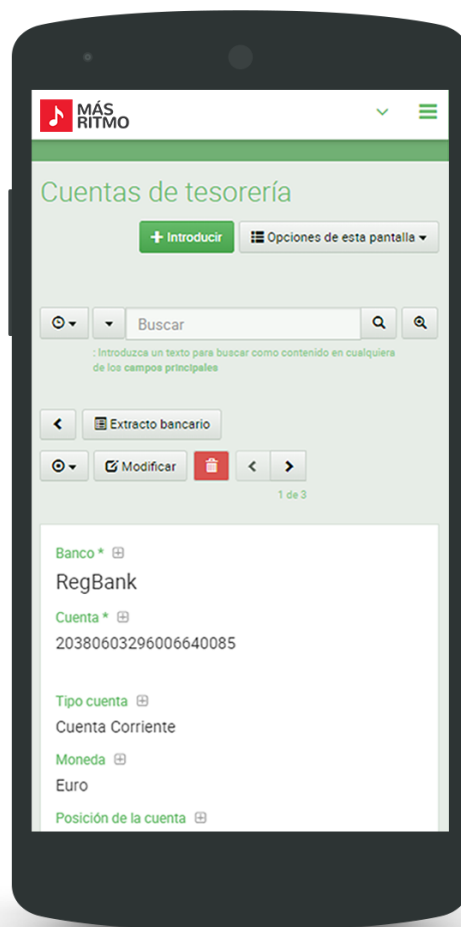 MÁS
RITMO
Cuentas de tesorería
Introducir
Opciones de esta pantalla
Buscar
: Introduzca un texto para buscar como contenido en cualquiera
de los campos principales
Extracto bancario
Modificar
1 de 3
Banco *
RegBank
Cuenta *
20380603296006640085
Tipo cuenta
Cuenta Corriente
Moneda
Euro
Posición de la cuenta